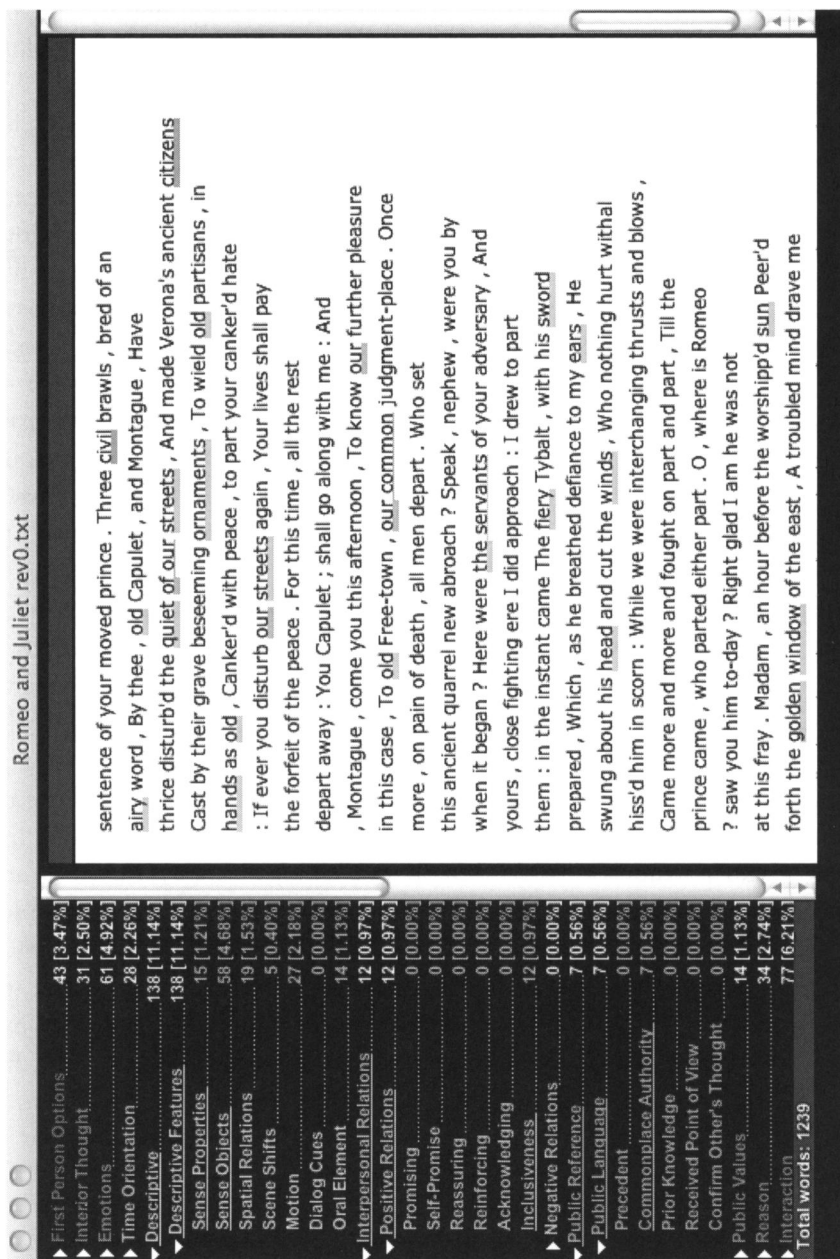 Romeo and Juliet rev0.txt
First Person Options 43 [3.47%]
Interior Thought 31 [2.50%]
Emotions 61 [4.92%]
Time Orientation 28 [2.26%]
Descriptive 138 [11.14%]
Descriptive Features 138 [11.14%]
Sense Properties 15 [1.21%]
Sense Objects 58 [4.68%]
Spatial Relations 19 [1.53%]
Scene Shifts 5 [0.40%]
Motion 27 [2.18%]
Dialog Cues 0 [0.00%]
Oral Element 14 [1.13%]
Interpersonal Relations 12 [0.97%]
Positive Relations 12 [0.97%]
Promising 0 [0.00%]
Self-Promise 0 [0.00%]
Reassuring 0 [0.00%]
Reinforcing 0 [0.00%]
Acknowledging 0 [0.00%]
Inclusiveness 12 [0.97%]
Negative Relations 0 [0.00%]
Public Reference 7 [0.56%]
Public Language 7 [0.56%]
Precedent 0 [0.00%]
Commonplace Authority 7 [0.56%]
Prior Knowledge 0 [0.00%]
Received Point of View 0 [0.00%]
Confirm Other's Thought 0 [0.00%]
Public Values 14 [1.13%]
Reason 34 [2.74%]
Interaction 77 [6.21%]
Total words: 1239
sentence of your moved prince . Three civil brawls , bred of an
airy word , By thee , old Capulet , and Montague , Have
thrice disturb'd the quiet of our streets , And made Verona's ancient citizens
Cast by their grave beseeming ornaments , To wield old partisans , in
hands as old , Canker'd with peace , to part your canker'd hate
: If ever you disturb our streets again , Your lives shall pay
the forfeit of the peace . For this time , all the rest
depart away : You Capulet ; shall go along with me : And
, Montague , come you this afternoon , To know our further pleasure
in this case , To old Free-town , our common judgment-place . Once
more , on pain of death , all men depart . Who set
this ancient quarrel new abroach ? Speak , nephew , were you by
when it began ? Here were the servants of your adversary , And
yours , close fighting ere I did approach : I drew to part
them : in the instant came The fiery Tybalt , with his sword
prepared , Which , as he breathed defiance to my ears , He
swung about his head and cut the winds , Who nothing hurt withal
hiss'd him in scorn : While we were interchanging thrusts and blows ,
Came more and more and fought on part and part , Till the
prince came , who parted either part . O , where is Romeo
? saw you him to-day ? Right glad I am he was not
at this fray . Madam , an hour before the worshipp'd sun Peer'd
forth the golden window of the east , A troubled mind drave me